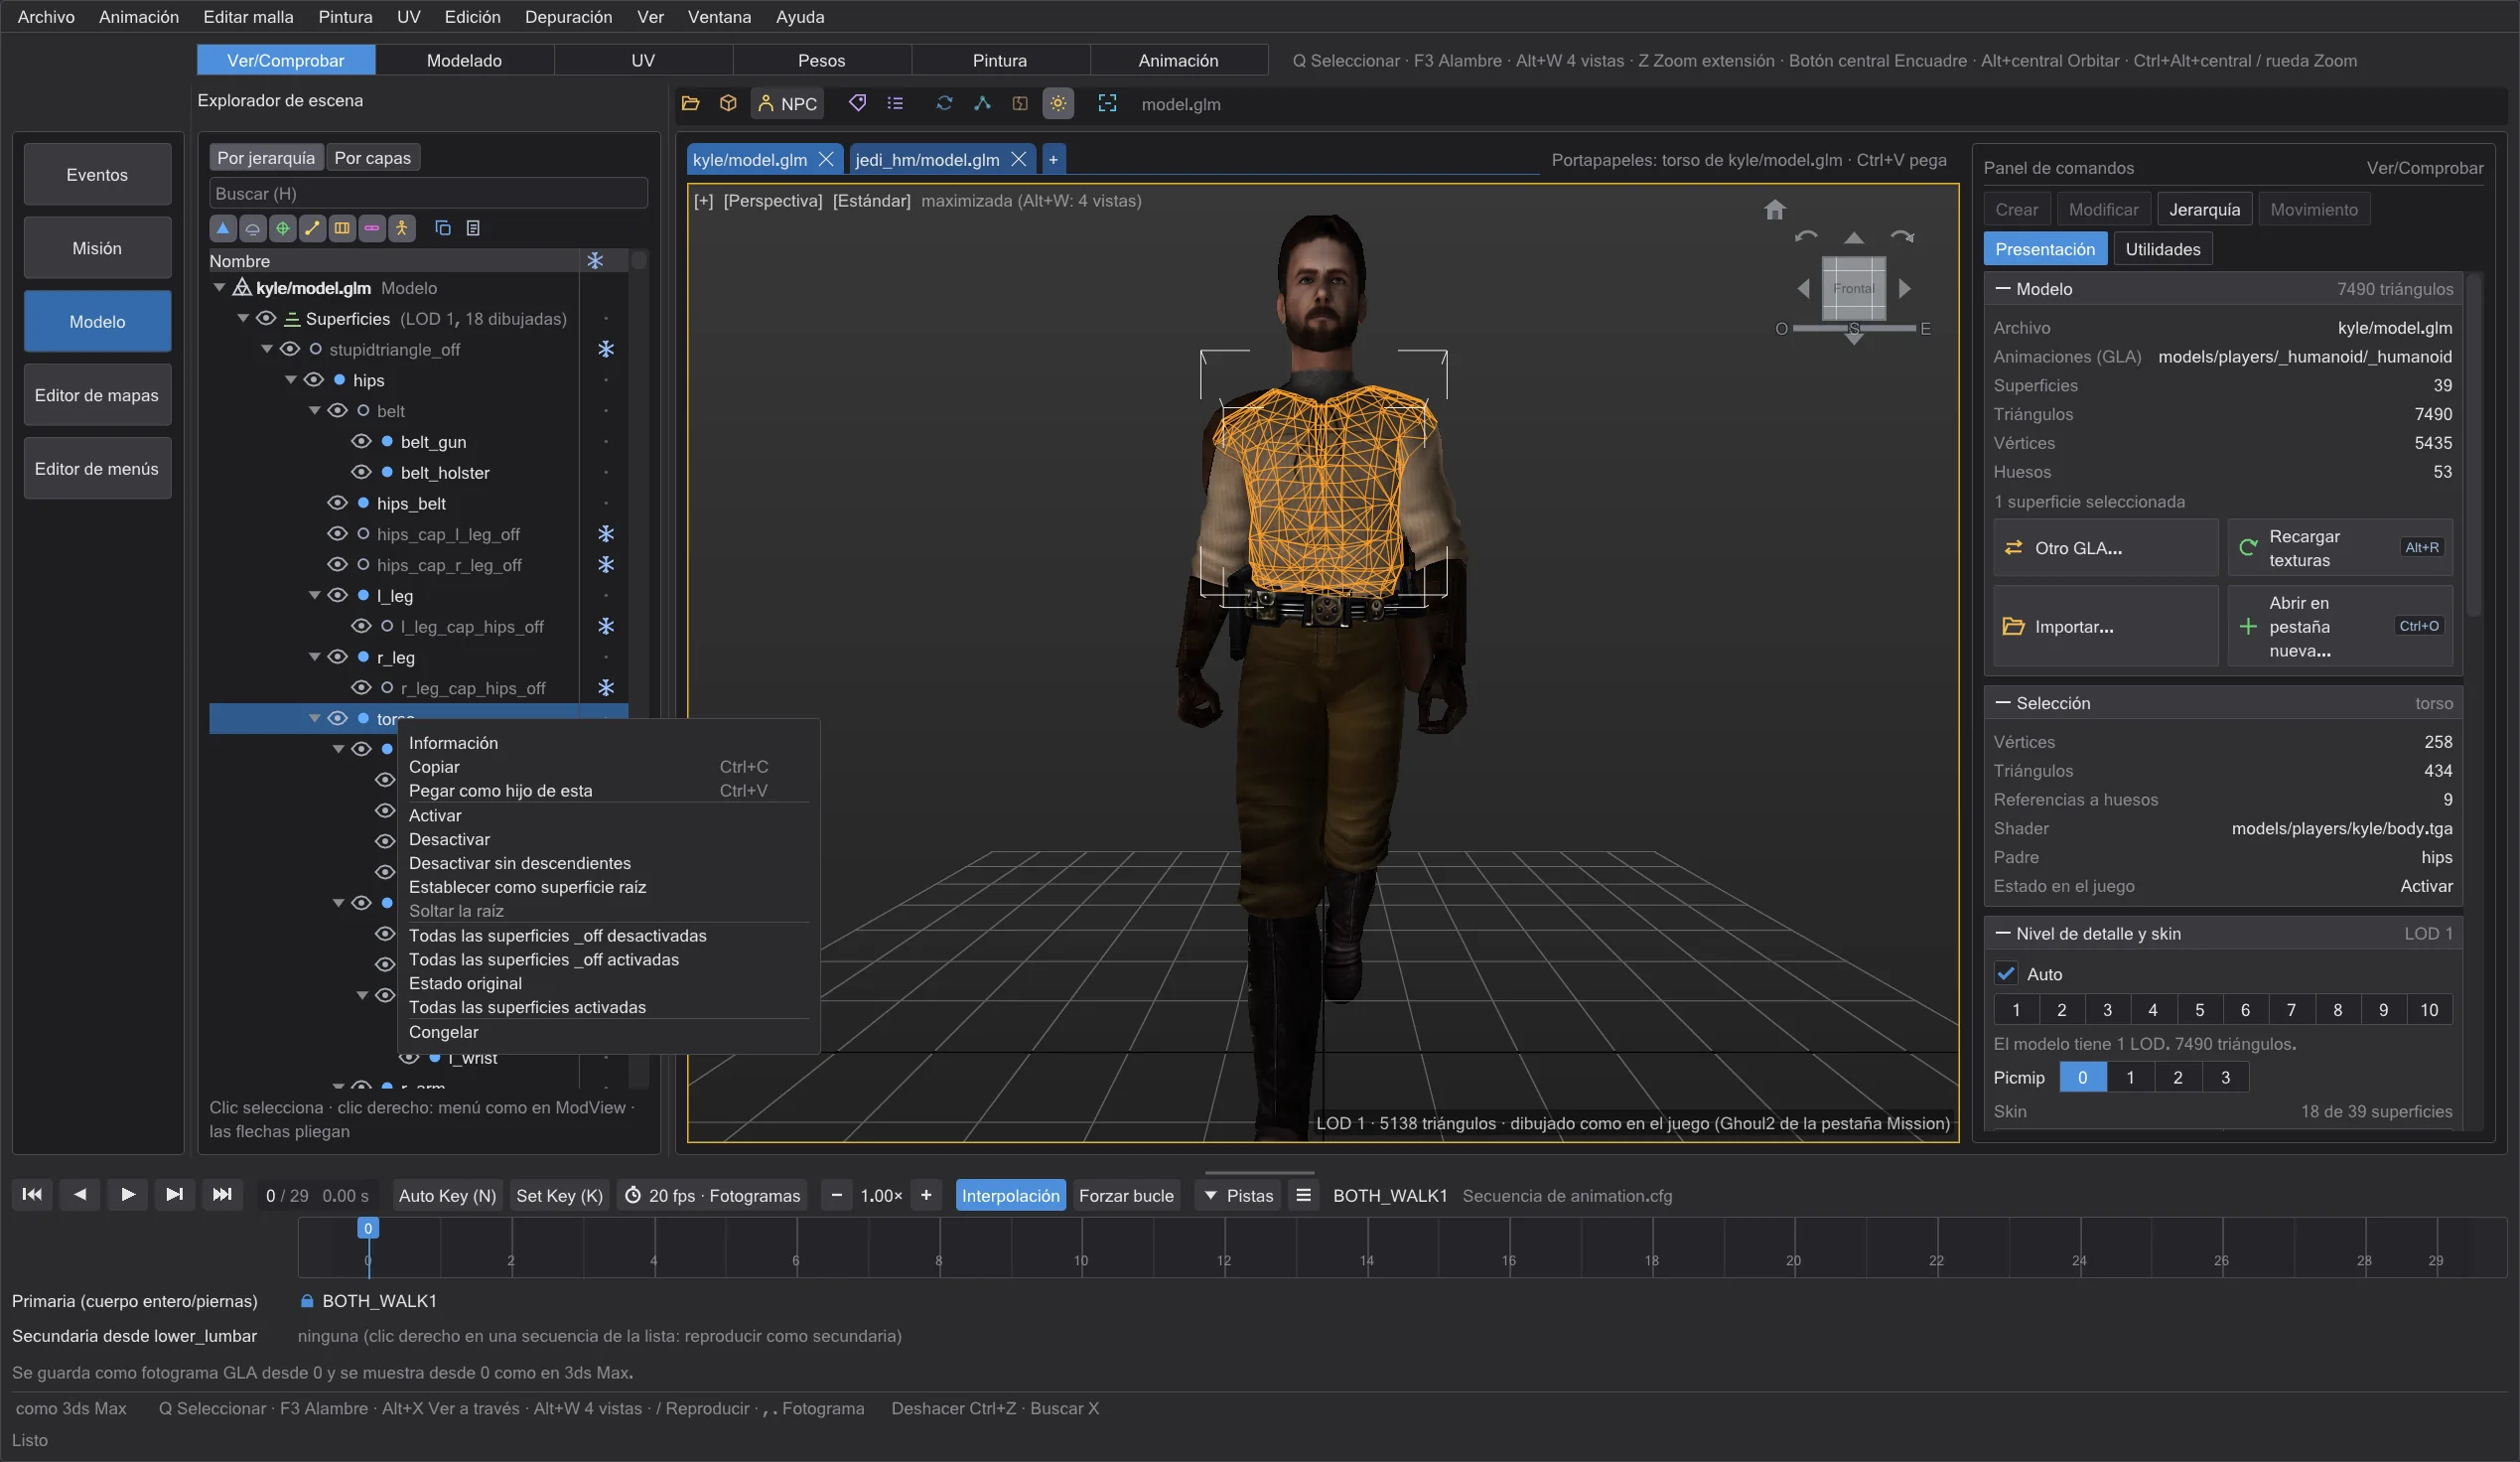 Archivo Animación Editar malla Pintura UV Edición Depuración Ver Ventana Ayuda
Ver/Comprobar Modelado UV Pesos Pintura Animación Q Seleccionar · F3 Alambre · Alt+W 4 vistas · Z Zoom extensión · Botón central Encuadre · Alt+central Orbitar · Ctrl+Alt+central / rueda Zoom
Eventos
Misión
Modelo
Editor de mapas
Editor de menús
Explorador de escena
Por jerarquía Por capas
Buscar (H)
Nombre
kyle/model.glm Modelo
Superficies (LOD 1, 18 dibujadas)
stupidtriangle_off
hips
belt
belt_gun
belt_holster
hips_belt
hips_cap_l_leg_off
hips_cap_r_leg_off
l_leg
l_leg_cap_hips_off
r_leg
r_leg_cap_hips_off
Información
Copiar Ctrl+C
Pegar como hijo de esta Ctrl+V
Activar
Desactivar
Desactivar sin descendientes
Establecer como superficie raíz
Soltar la raíz
Todas las superficies _off desactivadas
Todas las superficies _off activadas
Estado original
Todas las superficies activadas
Congelar
l_wrist
r_arm
Clic selecciona · clic derecho: menú como en ModView ·
las flechas pliegan
NPC model.glm
kyle/model.glm jedi_hm/model.glm + Portapapeles: torso de kyle/model.glm · Ctrl+V pega
[+] [Perspectiva] [Estándar] maximizada (Alt+W: 4 vistas)
Frontal
O S E
LOD 1 · 5138 triángulos · dibujado como en el juego (Ghoul2 de la pestaña Mission)
Panel de comandos Ver/Comprobar
Crear Modificar Jerarquía Movimiento
Presentación Utilidades
Modelo 7490 triángulos
Archivo kyle/model.glm
Animaciones (GLA) models/players/_humanoid/_humanoid
Superficies 39
Triángulos 7490
Vértices 5435
Huesos 53
1 superficie seleccionada
Otro GLA...
Recargar texturas Alt+R
Importar...
Abrir en pestaña nueva... Ctrl+O
Selección torso
Vértices 258
Triángulos 434
Referencias a huesos 9
Shader models/players/kyle/body.tga
Padre hips
Estado en el juego Activar
Nivel de detalle y skin LOD 1
Auto
1 2 3 4 5 6 7 8 9 10
El modelo tiene 1 LOD. 7490 triángulos.
Picmip 0 1 2 3
Skin 18 de 39 superficies
0 / 29 0.00 s Auto Key (N) Set Key (K) 20 fps · Fotogramas − 1.00× + Interpolación Forzar bucle Pistas BOTH_WALK1 Secuencia de animation.cfg
0
0 2 4 6 8 10 12 14 16 18 20 22 24 26 28 29
Primaria (cuerpo entero/piernas) BOTH_WALK1
Secundaria desde lower_lumbar ninguna (clic derecho en una secuencia de la lista: reproducir como secundaria)
Se guarda como fotograma GLA desde 0 y se muestra desde 0 como en 3ds Max.
como 3ds Max Q Seleccionar · F3 Alambre · Alt+X Ver a través · Alt+W 4 vistas · / Reproducir · , . Fotograma Deshacer Ctrl+Z · Buscar X
Listo